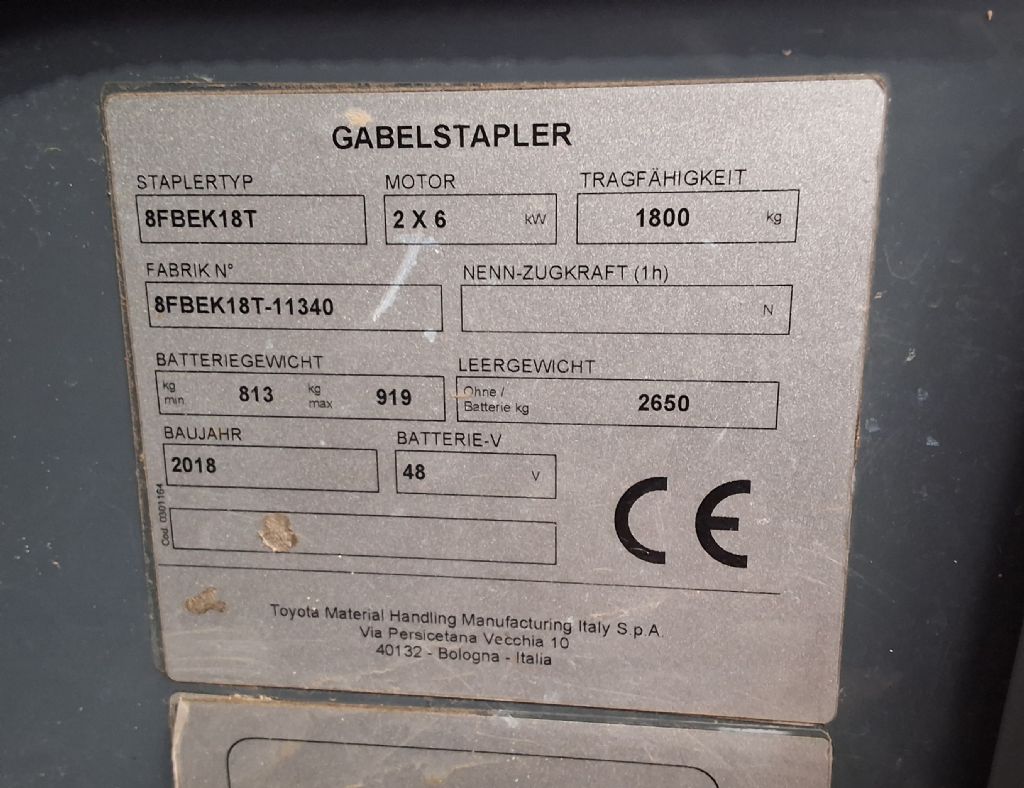 GABELSTAPLER
STAPLERTYP MOTOR TRAGFÄHIGKEIT
8FBEK18T 2 X 6 kW 1800 kg
FABRIK N° NENN-ZUGKRAFT (1h)
8FBEK18T-11340 N
BATTERIEGEWICHT LEERGEWICHT
kg min. 813 kg max 919 Ohne / Batterie kg 2650
BAUJAHR BATTERIE-V
2018 48 V
Cod. 0301164
CE
Toyota Material Handling Manufacturing Italy S.p.A.
Via Persicetana Vecchia 10
40132 - Bologna - Italia